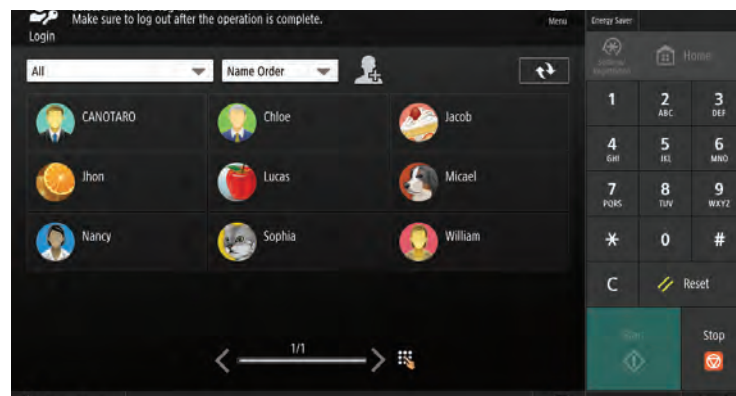 Make sure to log out after the operation is complete.
Login
Menu
All
Name Order
CANOTARO
Chloe
Jacob
Jhon
Lucas
Micael
Nancy
Sophia
William
1/1
Energy Saver
Home
1
2 ABC
3 DEF
4 GHI
5 JKL
6 MNO
7 PQRS
8 TUV
9 WXYZ
*
0
#
C
Reset
Start
Stop